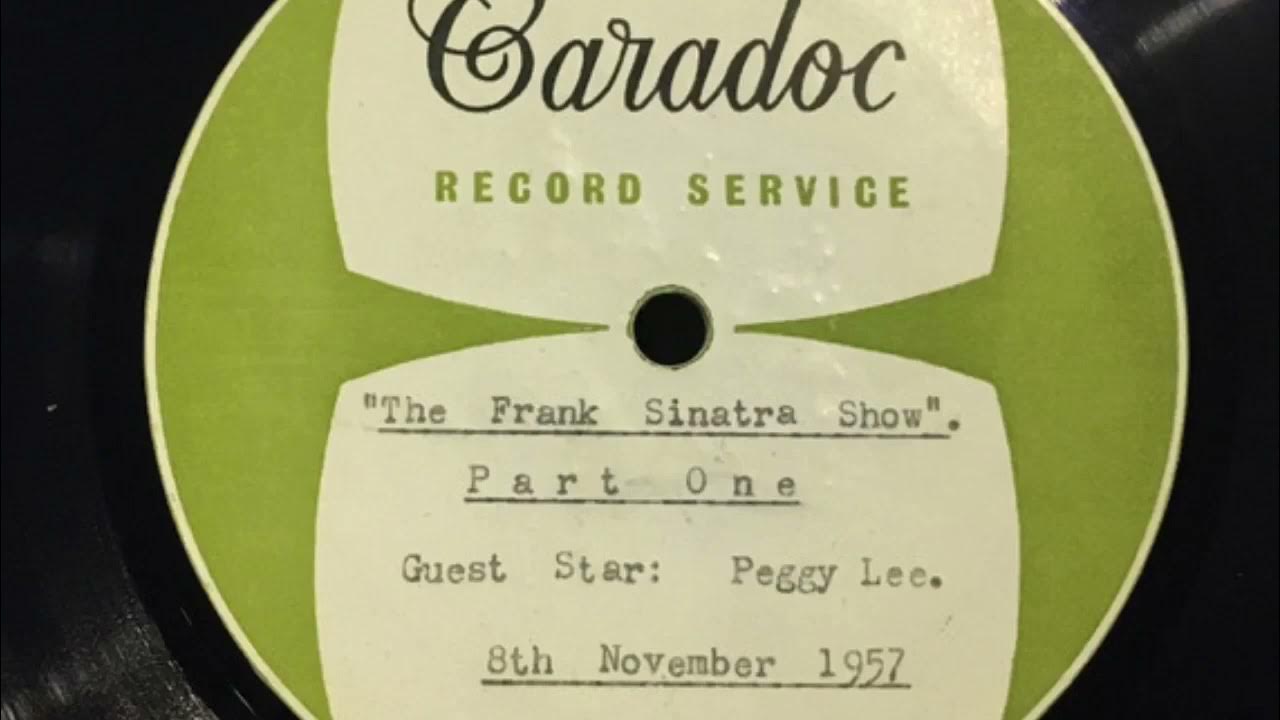 Caradoc
RECORD SERVICE
"The Frank Sinatra Show".
Part One
Guest Star: Peggy Lee.
8th November 1957